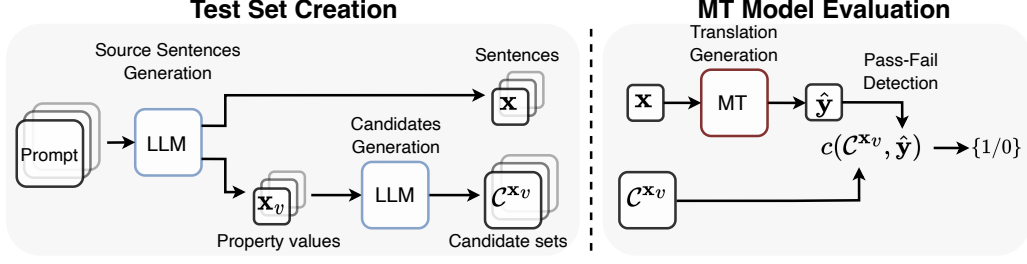 Test Set Creation
Source Sentences
Generation
Prompt
LLM
Sentences
x
Candidates
Generation
x_v
LLM
C^{x_v}
Property values
Candidate sets
MT Model Evaluation
Translation
Generation
Pass-Fail
Detection
x
MT
ŷ
c(C^{x_v}, ŷ)
{1/0}
C^{x_v}